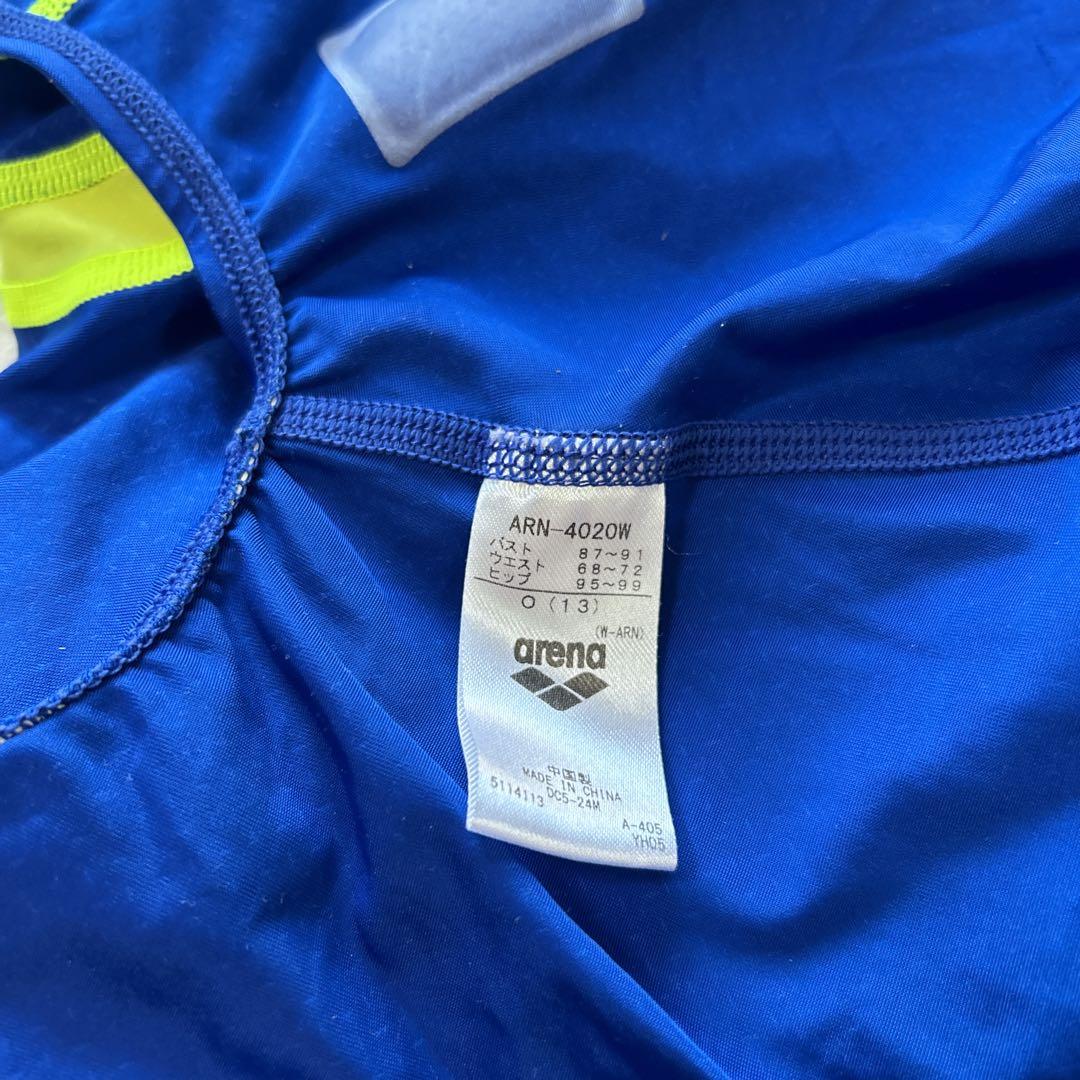 ARN-4020W
バスト 87~91
ウエスト 68~72
ヒップ 95~99
O (13)
(W-ARN)
arena
中国製
MADE IN CHINA
5114113 DC5-24M
A-405
YH05